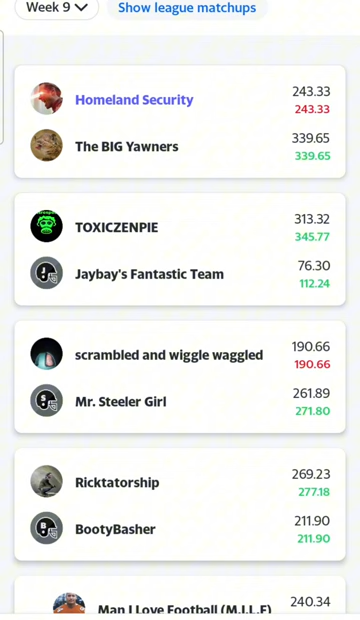 Week 9
Show league matchups
Homeland Security
243.33
243.33
The BIG Yawners
339.65
339.65
TOXICZENPIE
313.32
345.77
Jaybay's Fantastic Team
76.30
112.24
scrambled and wiggle waggled
190.66
190.66
Mr. Steeler Girl
261.89
271.80
Ricktatorship
269.23
277.18
BootyBasher
211.90
211.90
Man I Love Football (M.I.L.F)
240.34